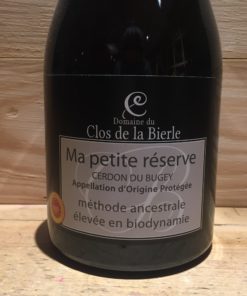 Domaine du
Clos de la Bierle
Ma petite réserve
CERDON DU BUGEY
Appellation d'Origine Protégée
méthode ancestrale
élevée en biodynamie